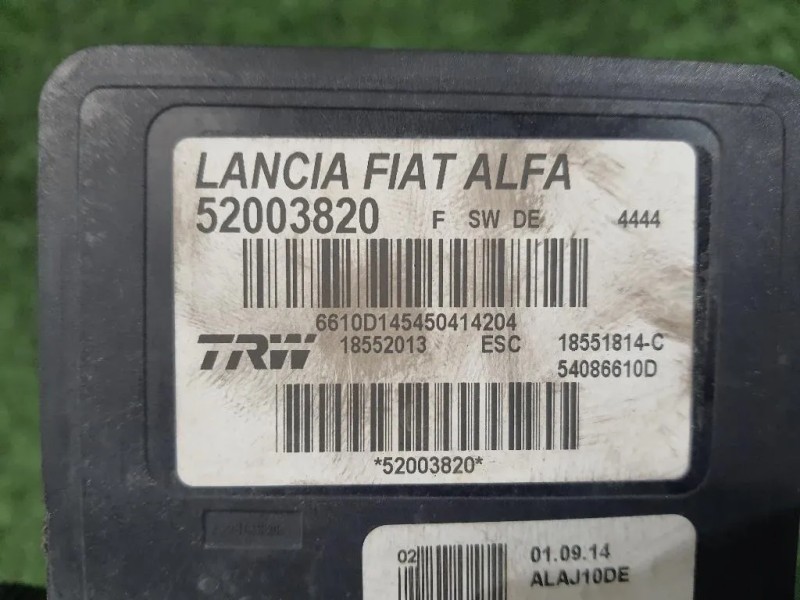 LANCIA FIAT ALFA
52003820 F SW DE 4444
6610D145450414204
TRW 18552013 ESC 18551814-C
54086610D
*52003820*
02 01.09.14
ALAJ10DE